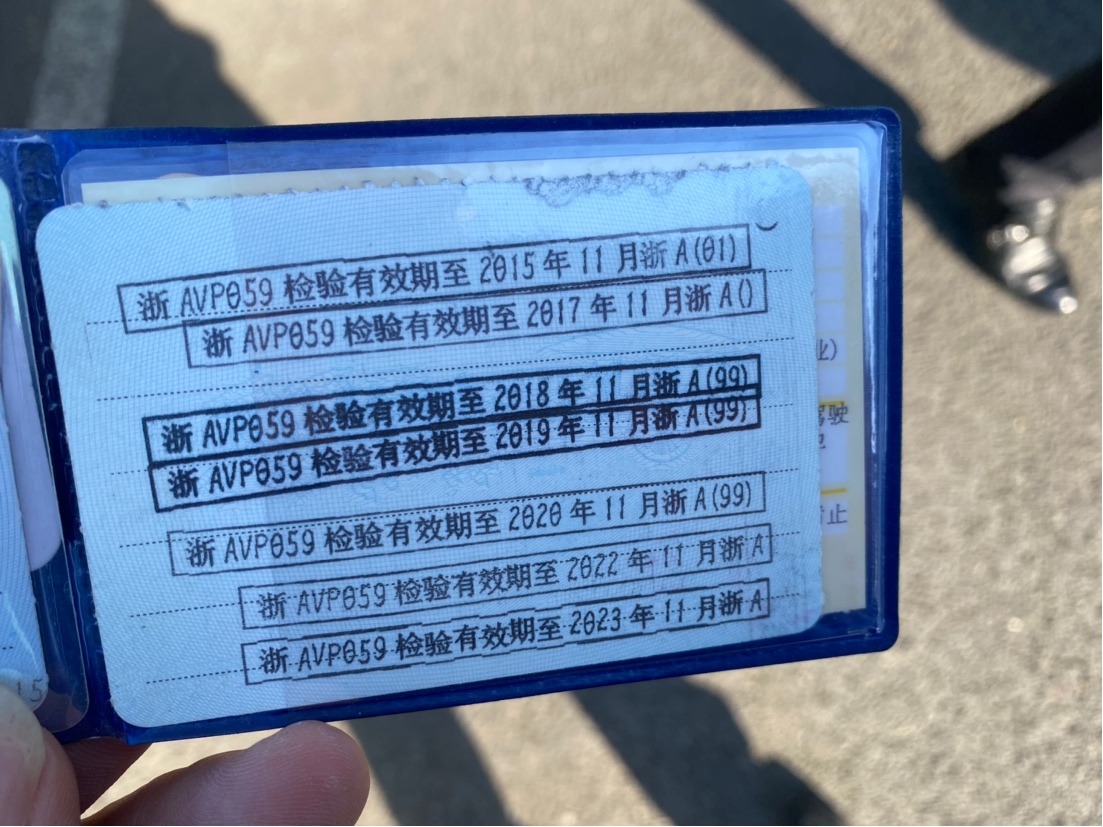 浙 AVP059 检验有效期至 2015 年 11 月浙 A(01)
浙 AVP059 检验有效期至 2017 年 11 月浙 A()
浙 AVP059 检验有效期至 2018 年 11 月浙 A(99)
浙 AVP059 检验有效期至 2019 年 11 月浙 A(99)
浙 AVP059 检验有效期至 2020 年 11 月浙 A(99)
浙 AVP059 检验有效期至 2022 年 11 月浙 A
浙 AVP059 检验有效期至 2023 年 11 月浙 A
业)
驾驶
止
15